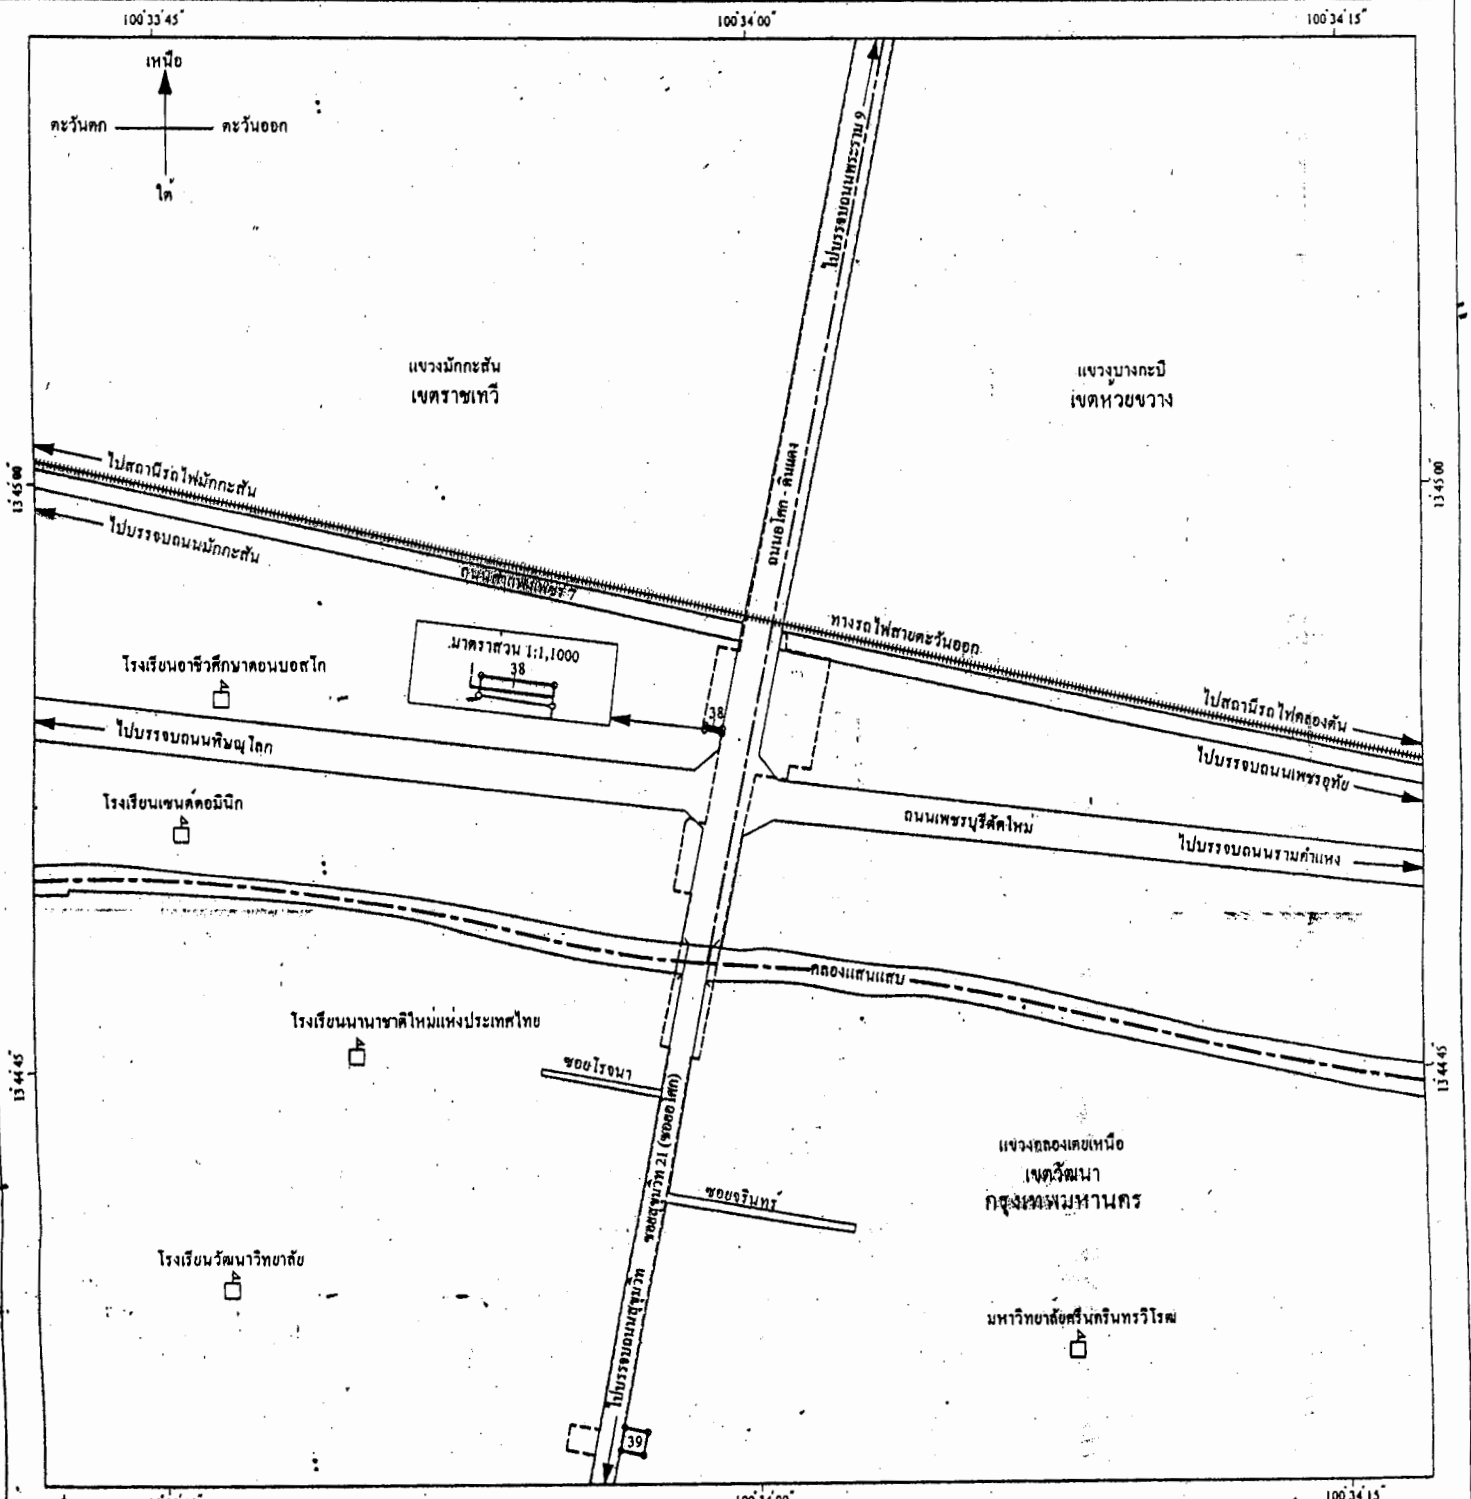 100°33'45"
100°34'00"
100°34'15"
เหนือ
ตะวันตก
ตะวันออก
ใต้
ไปบรรจบถนนพระราม 9
แขวงมักกะสัน
เขตราชเทวี
แขวงบางกะปิ
เขตห้วยขวาง
ถนนอโศก - ดินแดง
13°45'00"
13°45'00"
ไปสถานีรถไฟมักกะสัน
ไปบรรจบถนนมักกะสัน
ทางรถไฟสายตะวันออก
มาตราส่วน 1:1,1000
38
โรงเรียนอาชีวศึกษาดอนบอสโก
ไปสถานีรถไฟคลองตัน
38
ไปบรรจบถนนพิษณุโลก
ไปบรรจบถนนเพชรอุทัย
โรงเรียนเซนต์ดอมินิก
ถนนเพชรบุรีตัดใหม่
ไปบรรจบถนนรามคำแหง
คลองแสนแสบ
โรงเรียนนานาชาติใหม่แห่งประเทศไทย
ซอยโรจนา
13°44'45"
13°44'45"
ซอยสุขุมวิท 21 (ซอยอโศก)
แขวงคลองเตยเหนือ
เขตวัฒนา
กรุงเทพมหานคร
ซอยจรินทร์
โรงเรียนวัฒนาวิทยาลัย
ไปบรรจบถนนสุขุมวิท
มหาวิทยาลัยศรีนครินทรวิโรฒ
39
100°34'15"